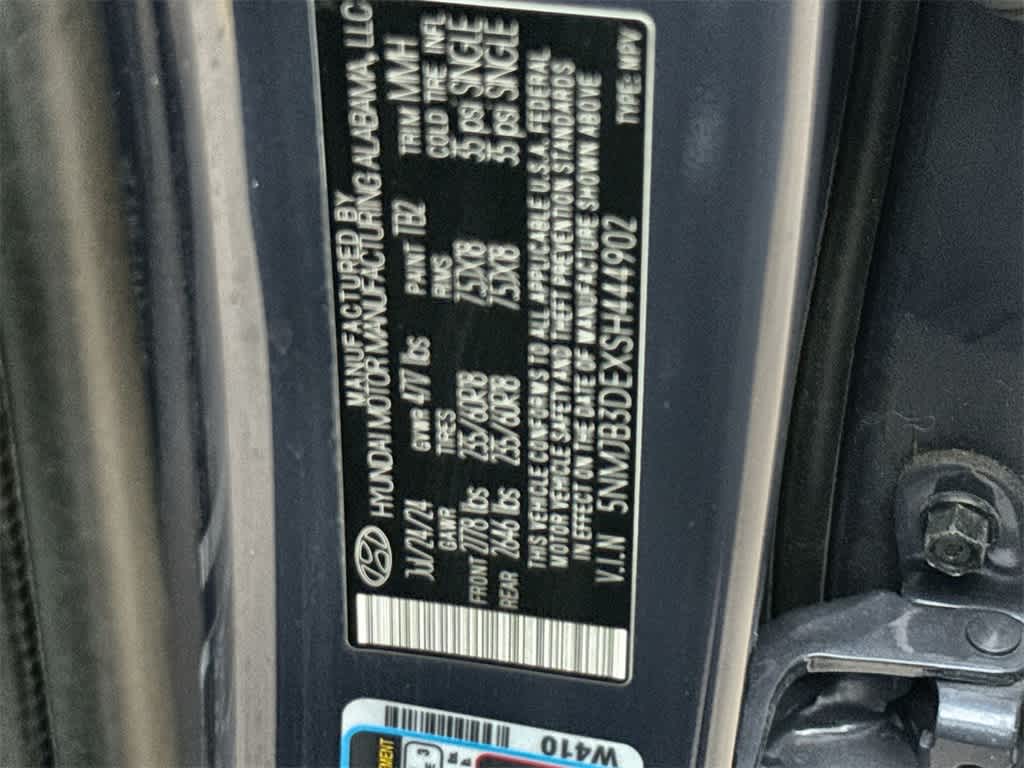 MANUFACTURED BY
HYUNDAI MOTOR MANUFACTURING ALABAMA, LLC
Jul/24/24 GVWR 4717 lbs PAINT TB2 TRIM MMH
GAWR TIRES RIMS COLD TIRE INFL
FRONT 2778 lbs 235/60R18 7.5JX18 35 psi SINGLE
REAR 2646 lbs 235/60R18 7.5JX18 35 psi SINGLE
THIS VEHICLE CONFORMS TO ALL APPLICABLE U.S.A. FEDERAL
MOTOR VEHICLE SAFETY AND THEFT PREVENTION STANDARDS
IN EFFECT ON THE DATE OF MANUFACTURE SHOWN ABOVE
V.I.N 5NMJB3DEXSH444902 TYPE: MPV
W410